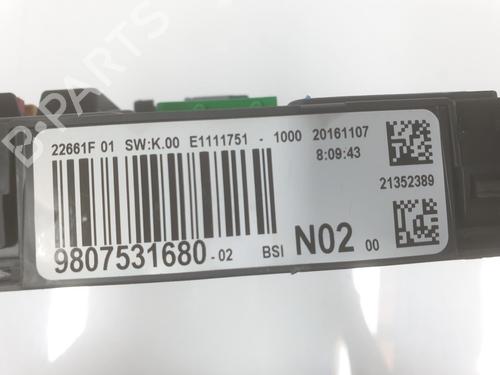 22661F 01 SW:K.00 E1111751 - 1000 20161107
8:09:43
21352389
9807531680 -02 BSI N02 00
B-PARTS